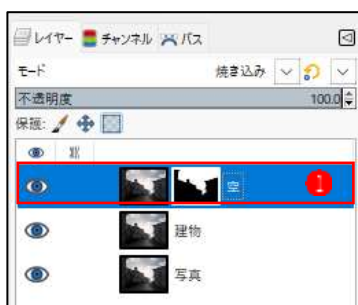 レイヤー チャンネル パス
モード 焼き込み
不透明度 100.0
保護:
空 1
建物
写真